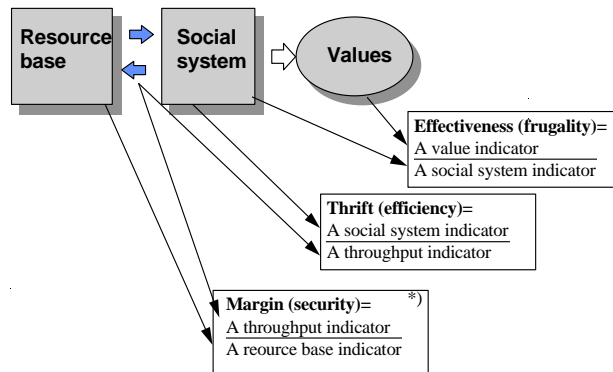 Resource
base
Social
system
Values
Effectiveness (frugality)=
A value indicator
A social system indicator
Thrift (efficiency)=
A social system indicator
A throughput indicator
Margin (security)= *)
A throughput indicator
A reource base indicator